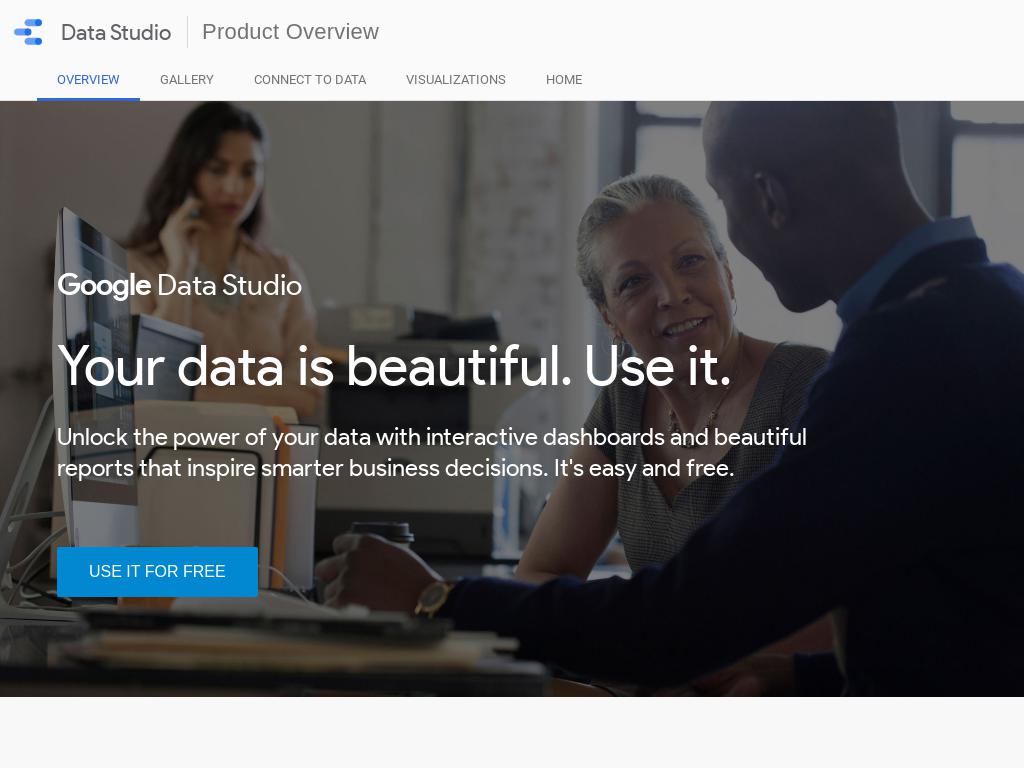 Data Studio
Product Overview
OVERVIEW
GALLERY
CONNECT TO DATA
VISUALIZATIONS
HOME
Google Data Studio
Your data is beautiful. Use it.
Unlock the power of your data with interactive dashboards and beautiful
reports that inspire smarter business decisions. It's easy and free.
USE IT FOR FREE